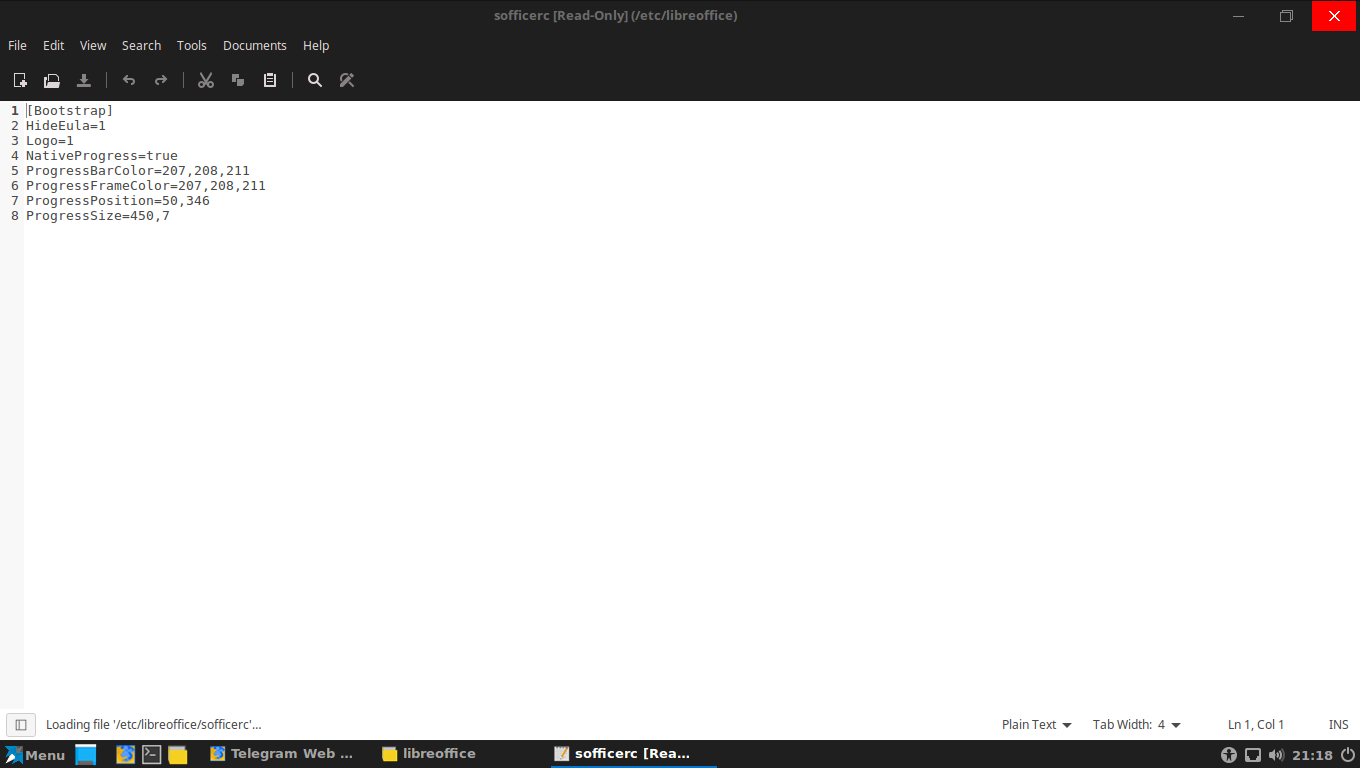 sofficerc [Read-Only] (/etc/libreoffice)
File Edit View Search Tools Documents Help
1 [Bootstrap]
2 HideEula=1
3 Logo=1
4 NativeProgress=true
5 ProgressBarColor=207,208,211
6 ProgressFrameColor=207,208,211
7 ProgressPosition=50,346
8 ProgressSize=450,7
Loading file '/etc/libreoffice/sofficerc'... Plain Text Tab Width: 4 Ln 1, Col 1 INS
Menu Telegram Web ... libreoffice sofficerc [Rea... 21:18